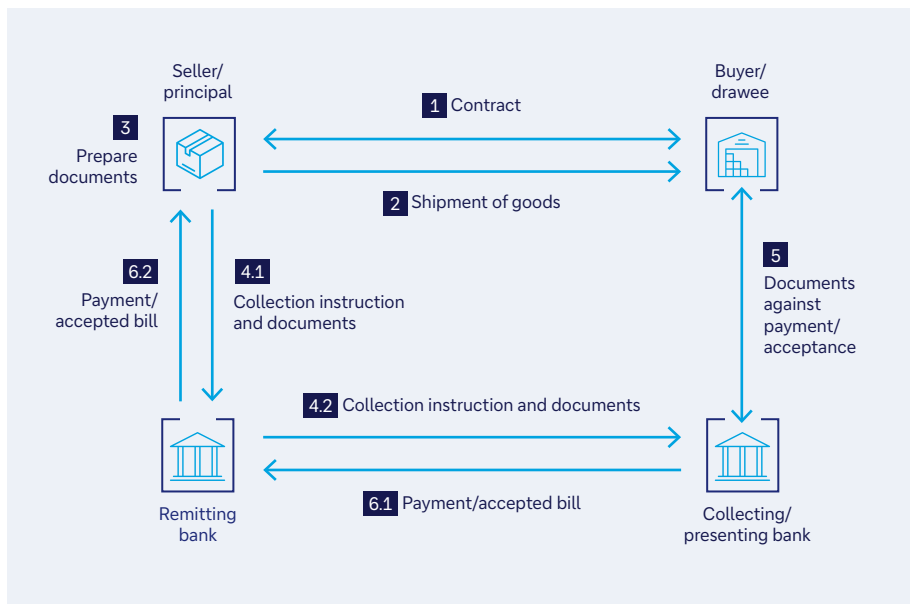 Seller/
principal
Buyer/
drawee
1 Contract
3
Prepare
documents
2 Shipment of goods
6.2
Payment/
accepted bill
4.1
Collection instruction
and documents
5
Documents
against
payment/
acceptance
4.2 Collection instruction and documents
6.1 Payment/accepted bill
Remitting
bank
Collecting/
presenting bank